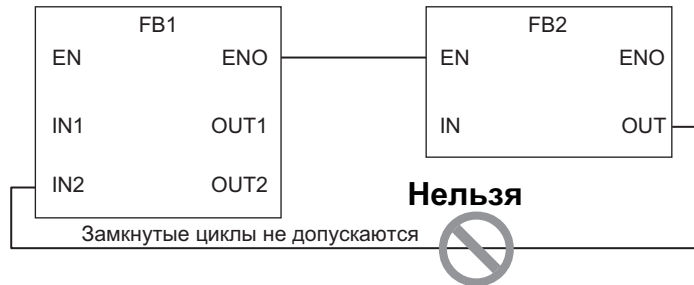 FB1
EN ENO
IN1 OUT1
IN2 OUT2
FB2
EN ENO
IN OUT
Нельзя
Замкнутые циклы не допускаются